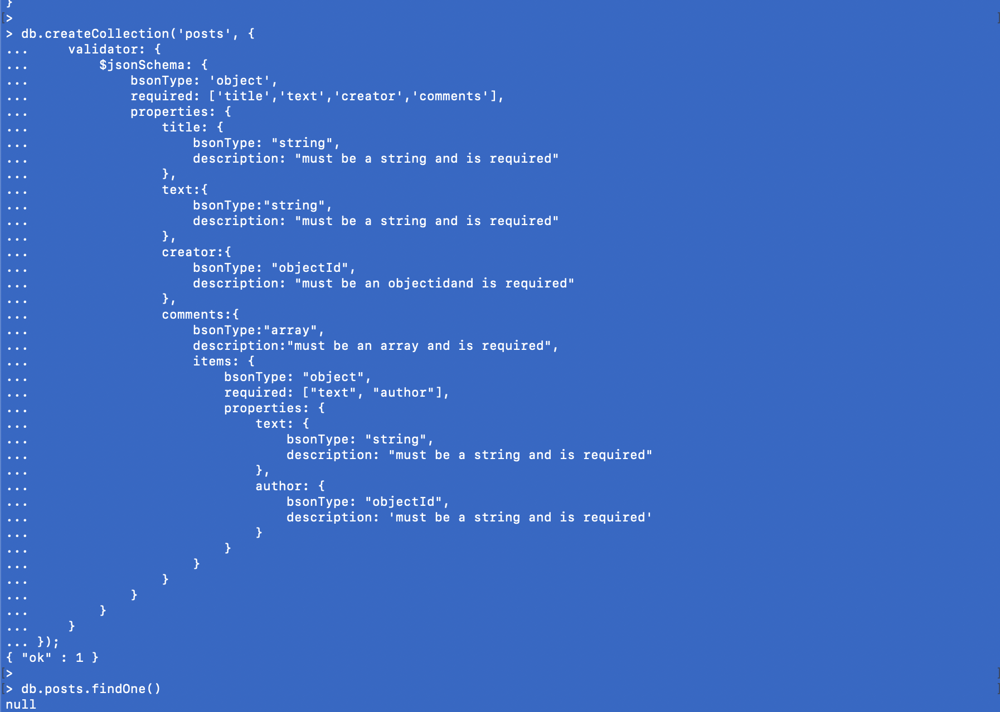 }
>
> db.createCollection('posts', {
...     validator: {
...         $jsonSchema: {
...             bsonType: 'object',
...             required: ['title','text','creator','comments'],
...             properties: {
...                 title: {
...                     bsonType: "string",
...                     description: "must be a string and is required"
...                 },
...                 text:{
...                     bsonType:"string",
...                     description: "must be a string and is required"
...                 },
...                 creator:{
...                     bsonType: "objectId",
...                     description: "must be an objectidand is required"
...                 },
...                 comments:{
...                     bsonType:"array",
...                     description:"must be an array and is required",
...                     items: {
...                         bsonType: "object",
...                         required: ["text", "author"],
...                         properties: {
...                             text: {
...                                 bsonType: "string",
...                                 description: "must be a string and is required"
...                             },
...                             author: {
...                                 bsonType: "objectId",
...                                 description: 'must be a string and is required'
...                             }
...                         }
...                     }
...                 }
...             }
...         }
...     }
... });
{ "ok" : 1 }
>
> db.posts.findOne()
null